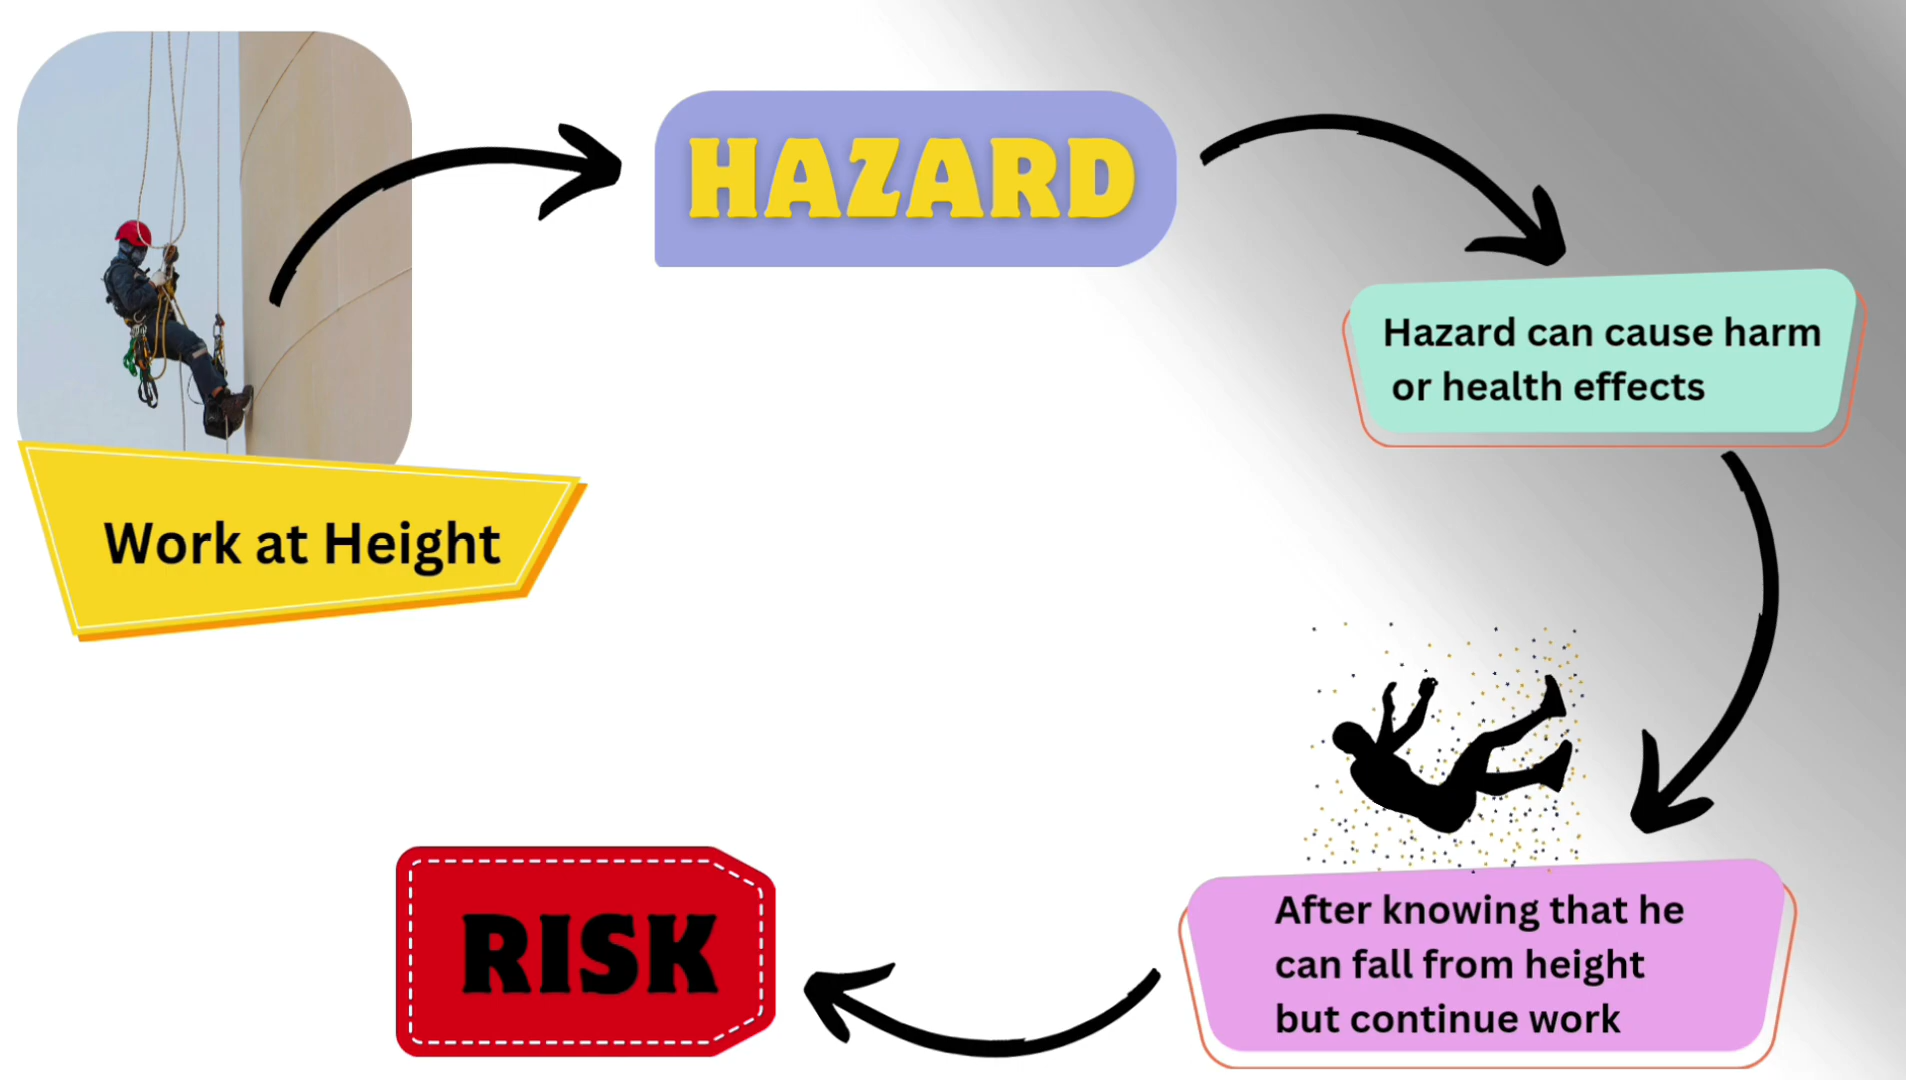 HAZARD
Hazard can cause harm
or health effects
Work at Height
After knowing that he
can fall from height
but continue work
RISK